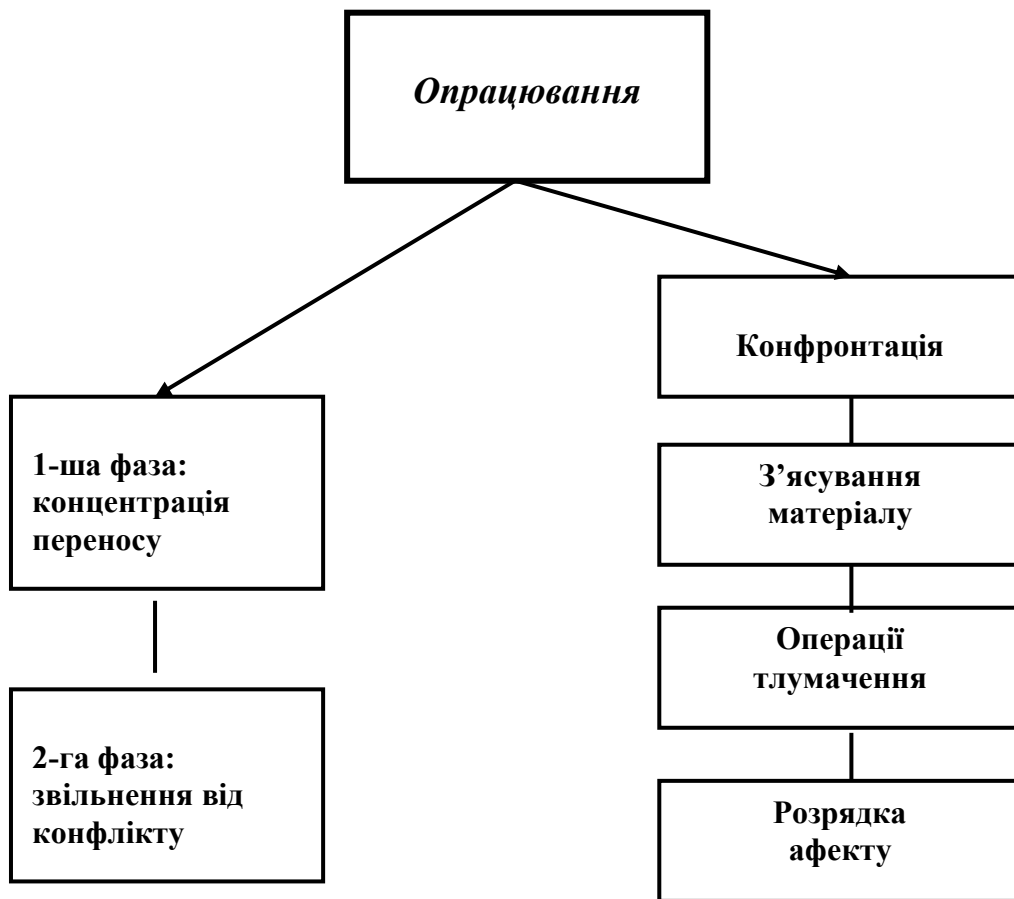 Опрацювання
Конфронтація
1-ша фаза:
концентрація
переносу
З’ясування
матеріалу
Операції
тлумачення
2-га фаза:
звільнення від
конфлікту
Розрядка
афекту